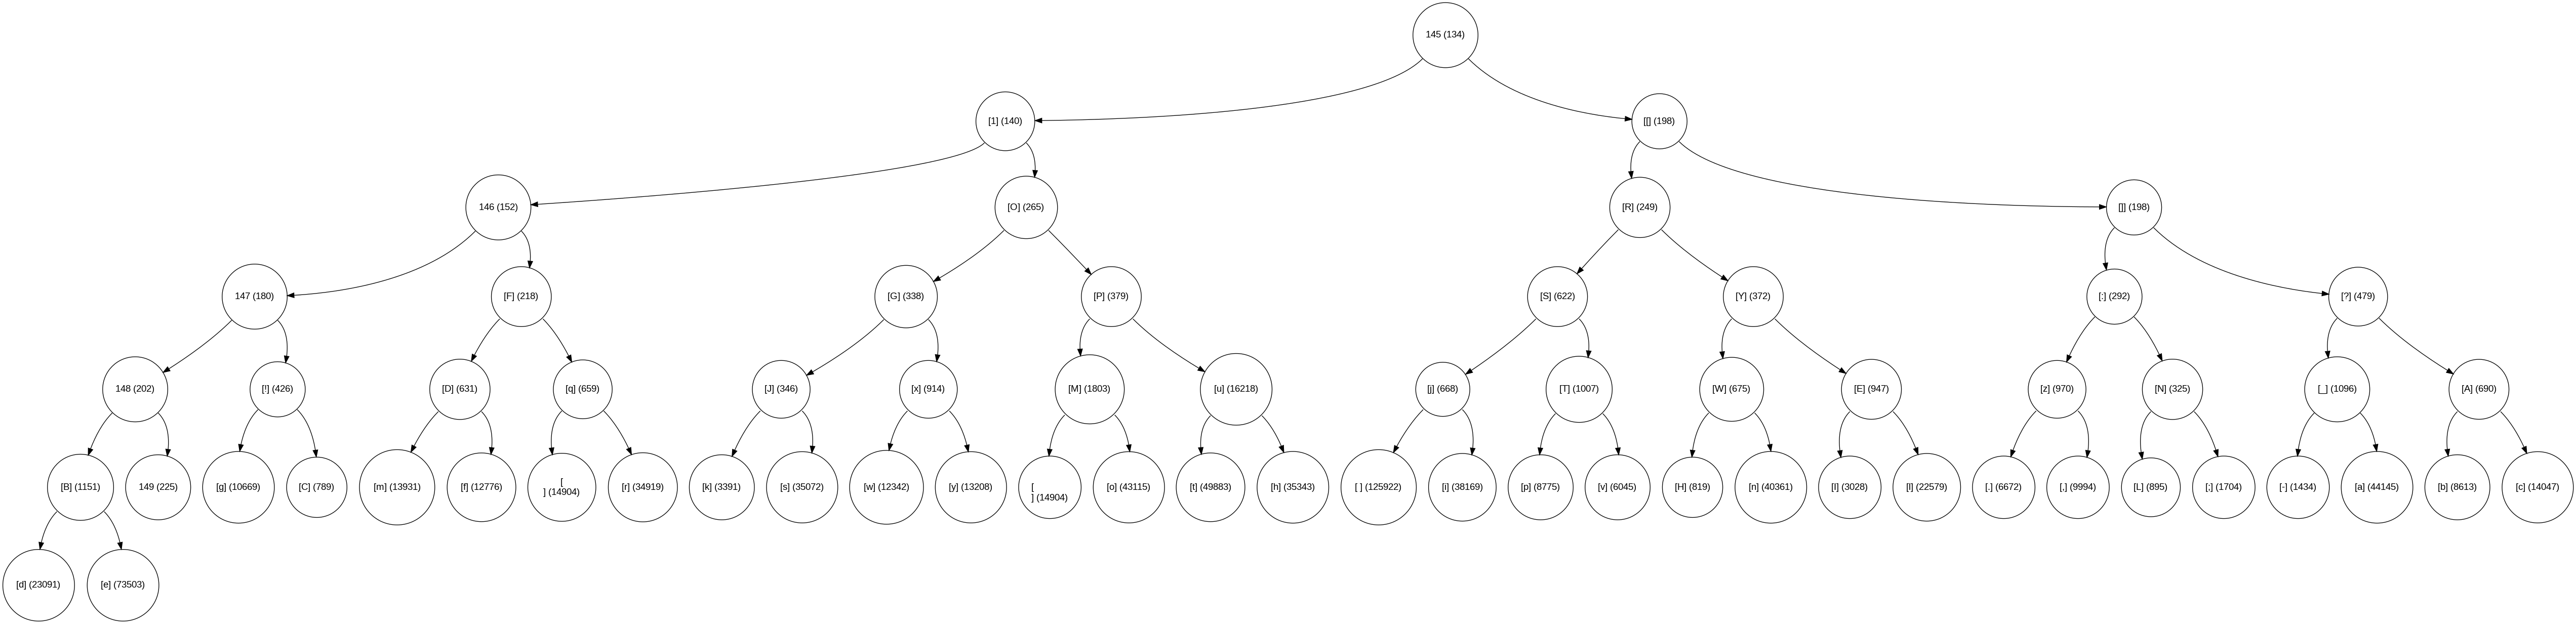 145 (134)
[1] (140)
[[] (198)
146 (152)
[O] (265)
[R] (249)
[]] (198)
147 (180)
[F] (218)
[G] (338)
[P] (379)
[S] (622)
[Y] (372)
[:] (292)
[?] (479)
148 (202)
[!] (426)
[D] (631)
[q] (659)
[J] (346)
[x] (914)
[M] (1803)
[u] (16218)
[j] (668)
[T] (1007)
[W] (675)
[E] (947)
[z] (970)
[N] (325)
[_] (1096)
[A] (690)
[B] (1151)
149 (225)
[g] (10669)
[C] (789)
[m] (13931)
[f] (12776)
[
] (14904)
[r] (34919)
[k] (3391)
[s] (35072)
[w] (12342)
[y] (13208)
[
] (14904)
[o] (43115)
[t] (49883)
[h] (35343)
[ ] (125922)
[i] (38169)
[p] (8775)
[v] (6045)
[H] (819)
[n] (40361)
[I] (3028)
[l] (22579)
[.] (6672)
[,] (9994)
[L] (895)
[;] (1704)
[-] (1434)
[a] (44145)
[b] (8613)
[c] (14047)
[d] (23091)
[e] (73503)